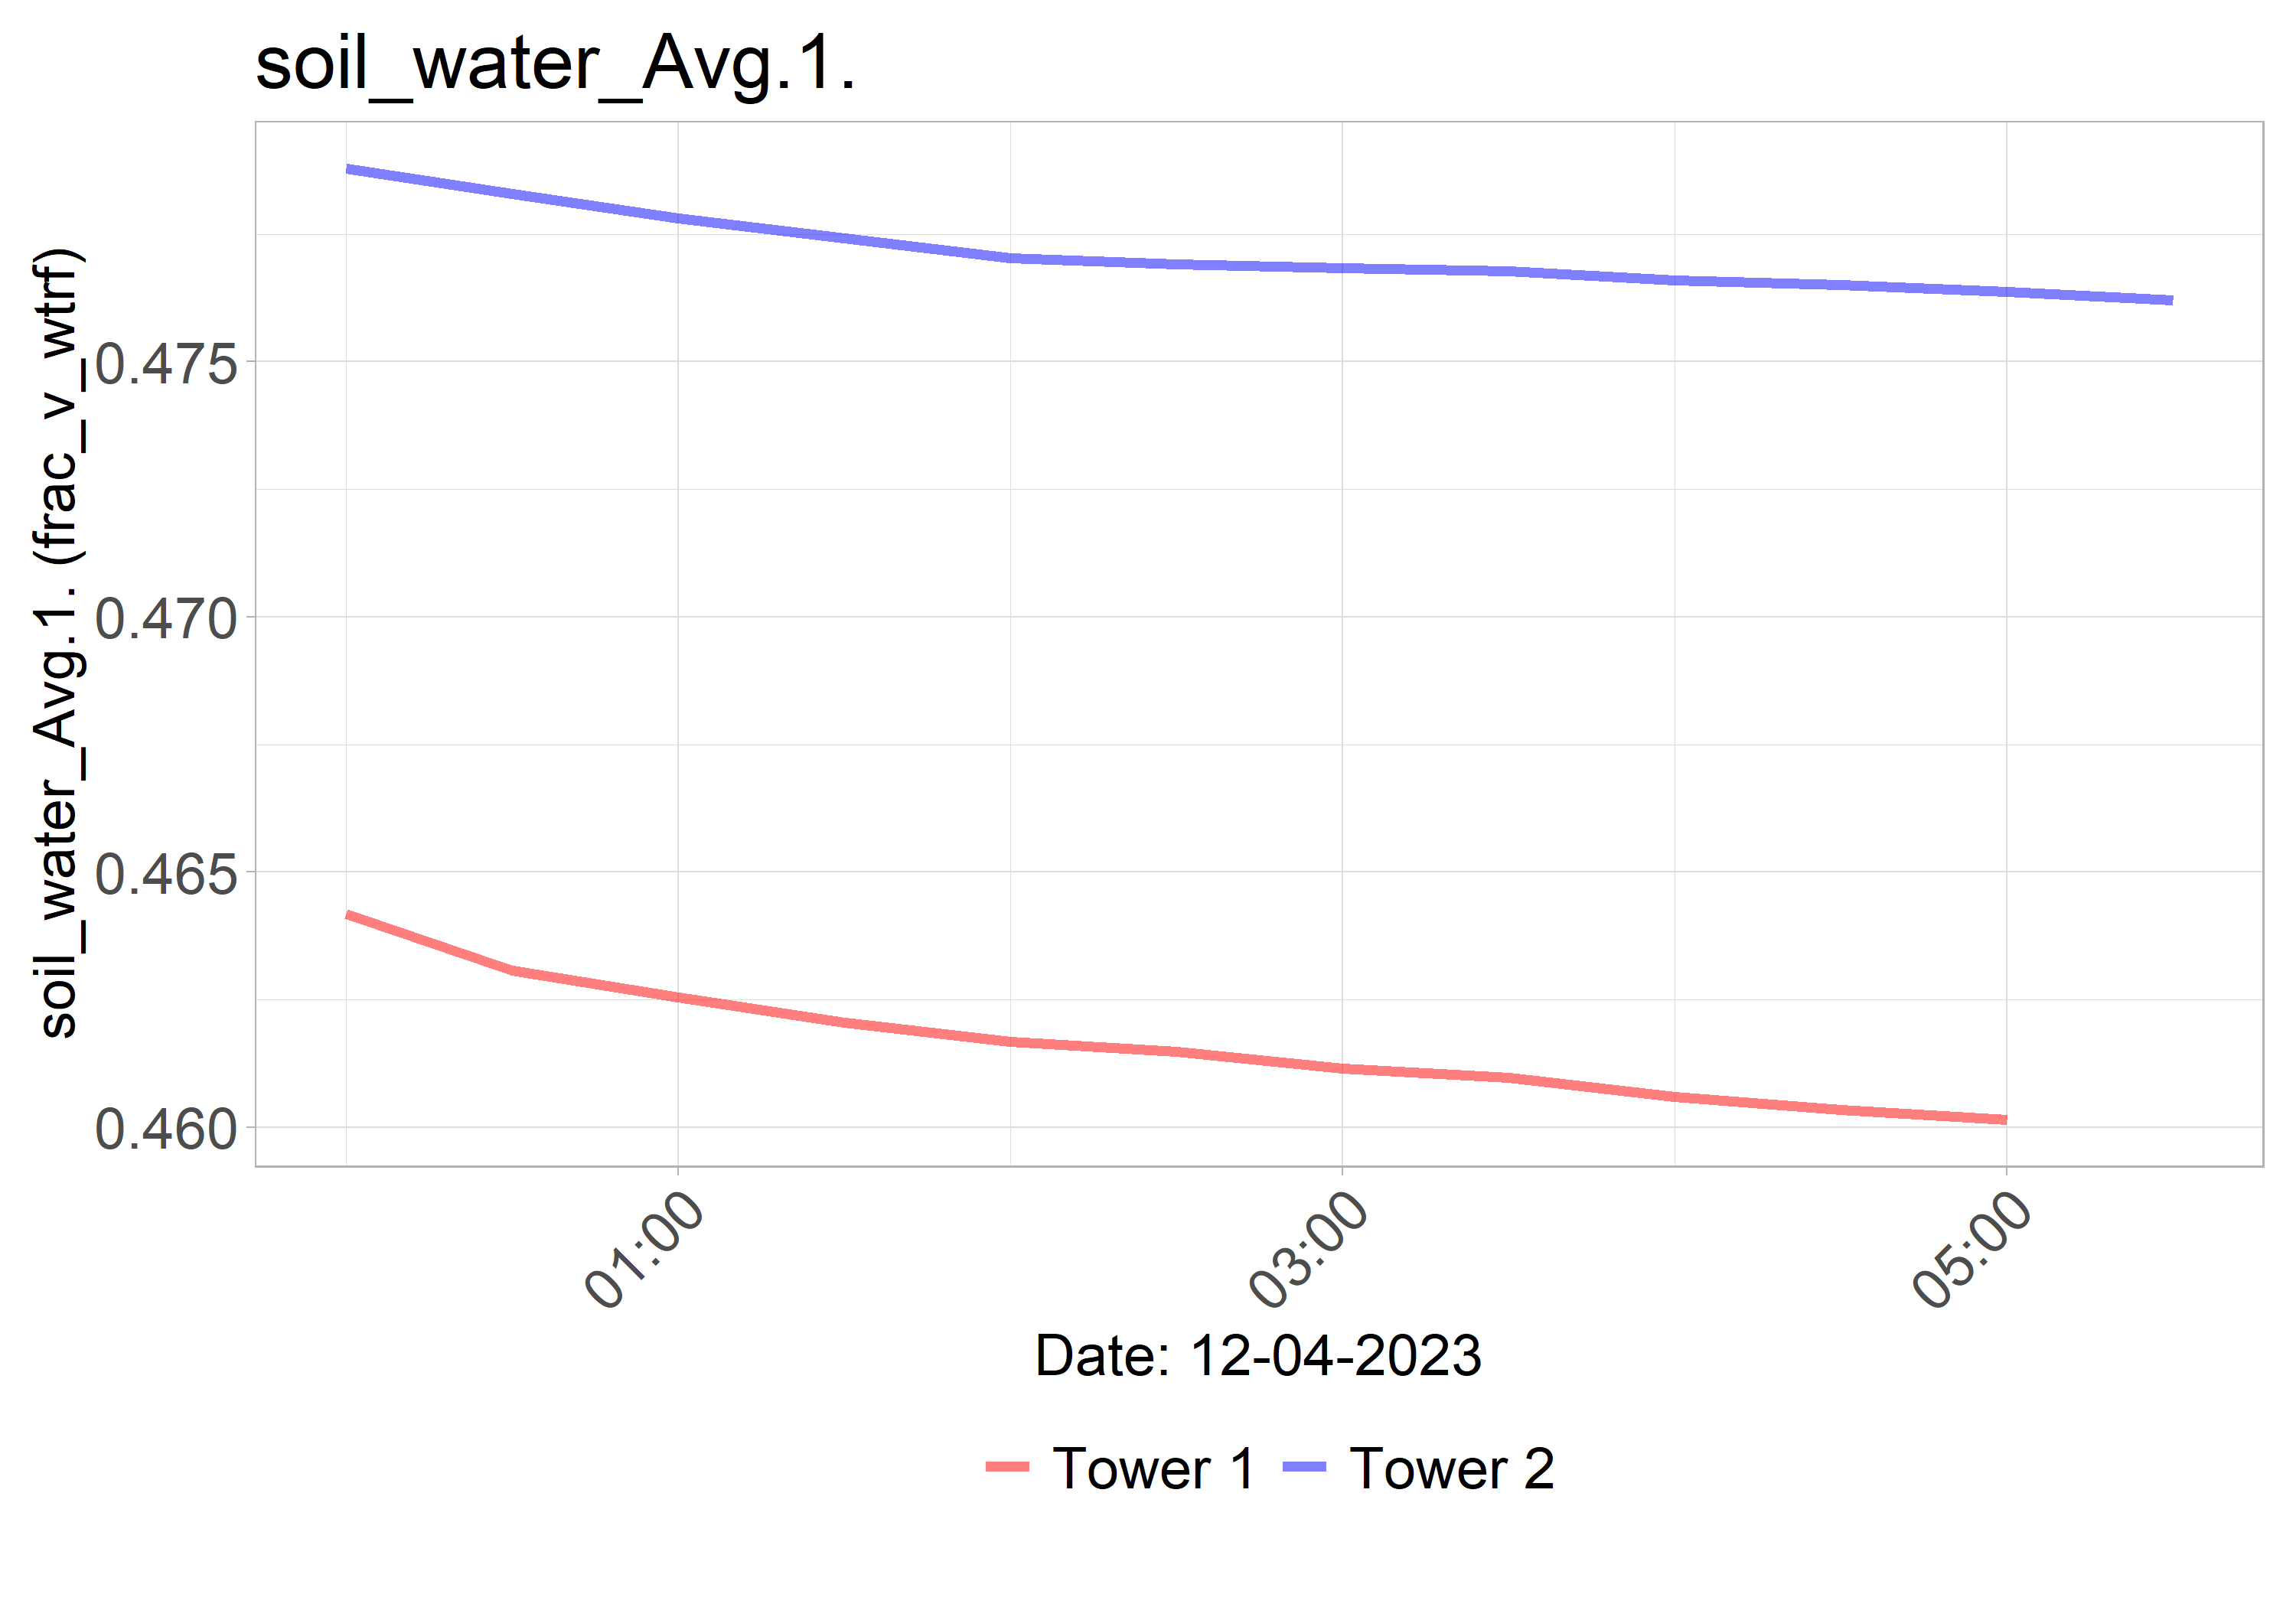 soil_water_Avg.1.
soil_water_Avg.1. (frac_v_wtrf)
0.475
0.470
0.465
0.460
01:00
03:00
05:00
Date: 12-04-2023
Tower 1
Tower 2